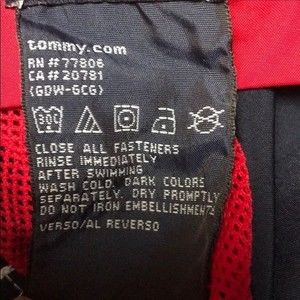 tommy.com
RN# 77806
CA# 20781
(GDW-6CG)
30C
CLOSE ALL FASTENERS
RINSE IMMEDIATELY
AFTER SWIMMING
WASH COLD. DARK COLORS
SEPARATELY. DRY PROMPTLY
DO NOT IRON EMBELLISHMENTS
VERSO/AL REVERSO